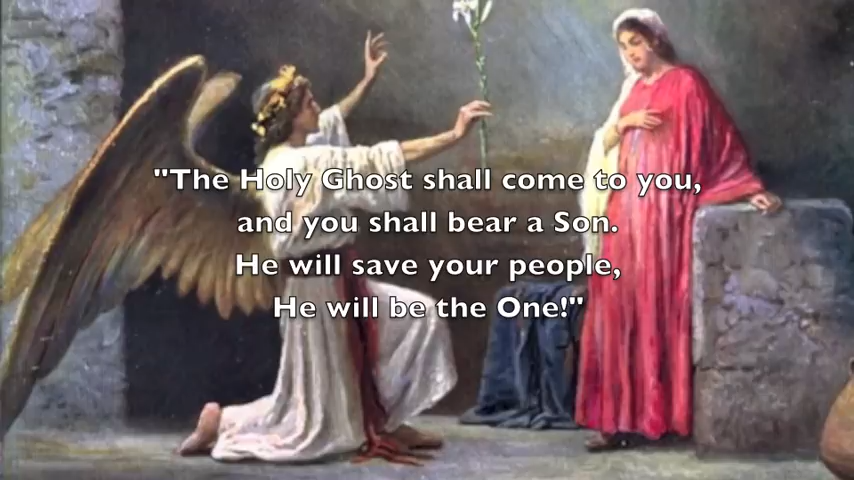 "The Holy Ghost shall come to you,
and you shall bear a Son.
He will save your people,
He will be the One!"